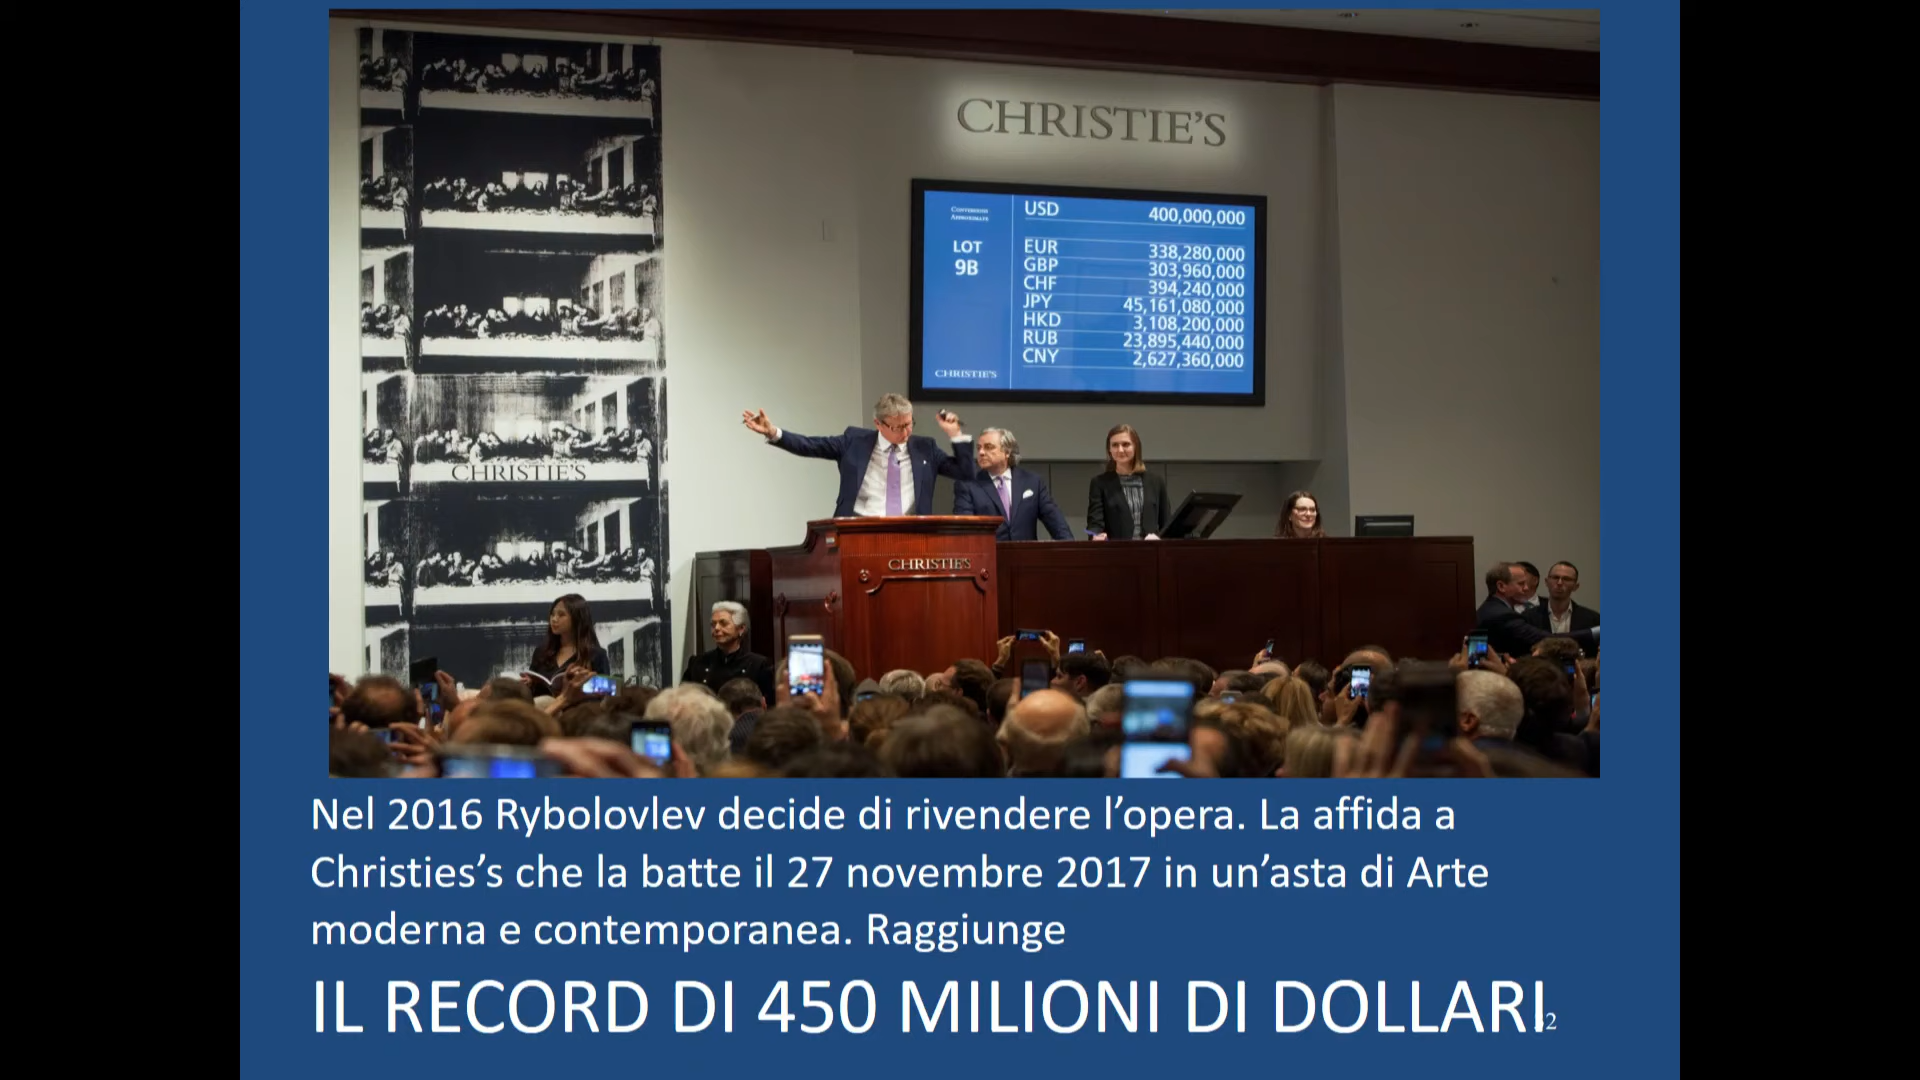 CHRISTIE'S
CONVERSION
APPROXIMATE
USD 400,000,000
LOT
9B
EUR 338,280,000
GBP 303,960,000
CHF 394,240,000
JPY 45,161,080,000
HKD 3,108,200,000
RUB 23,895,440,000
CNY 2,627,360,000
CHRISTIE'S
CHRISTIE'S
CHRISTIE'S
Nel 2016 Rybolovlev decide di rivendere l’opera. La affida a
Christies’s che la batte il 27 novembre 2017 in un’asta di Arte
moderna e contemporanea. Raggiunge
IL RECORD DI 450 MILIONI DI DOLLARI